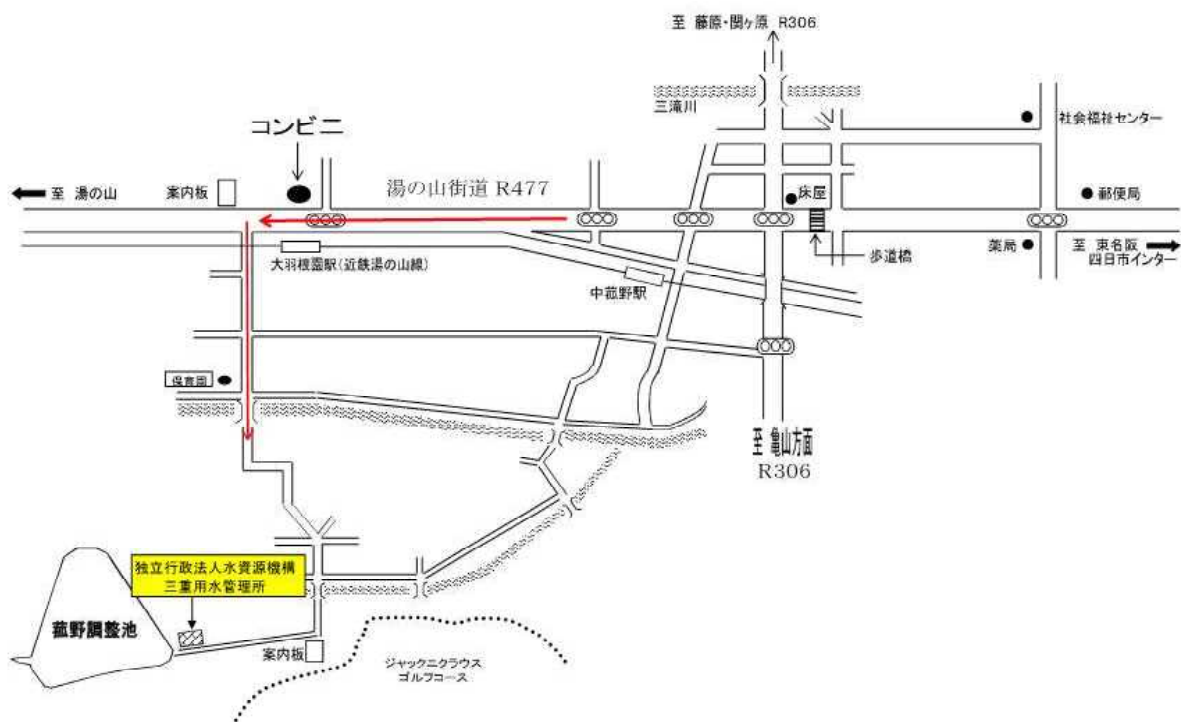 至 藤原・関ヶ原 R306
三滝川
社会福祉センター
コンビニ
至 湯の山
案内板
湯の山街道 R477
床屋
郵便局
大羽根園駅(近鉄湯の山線)
中菰野駅
歩道橋
薬局
至 東名阪
四日市インター
保育園
至 亀山方面
R306
独立行政法人水資源機構
三重用水管理所
菰野調整池
案内板
ジャックニクラウス
ゴルフコース